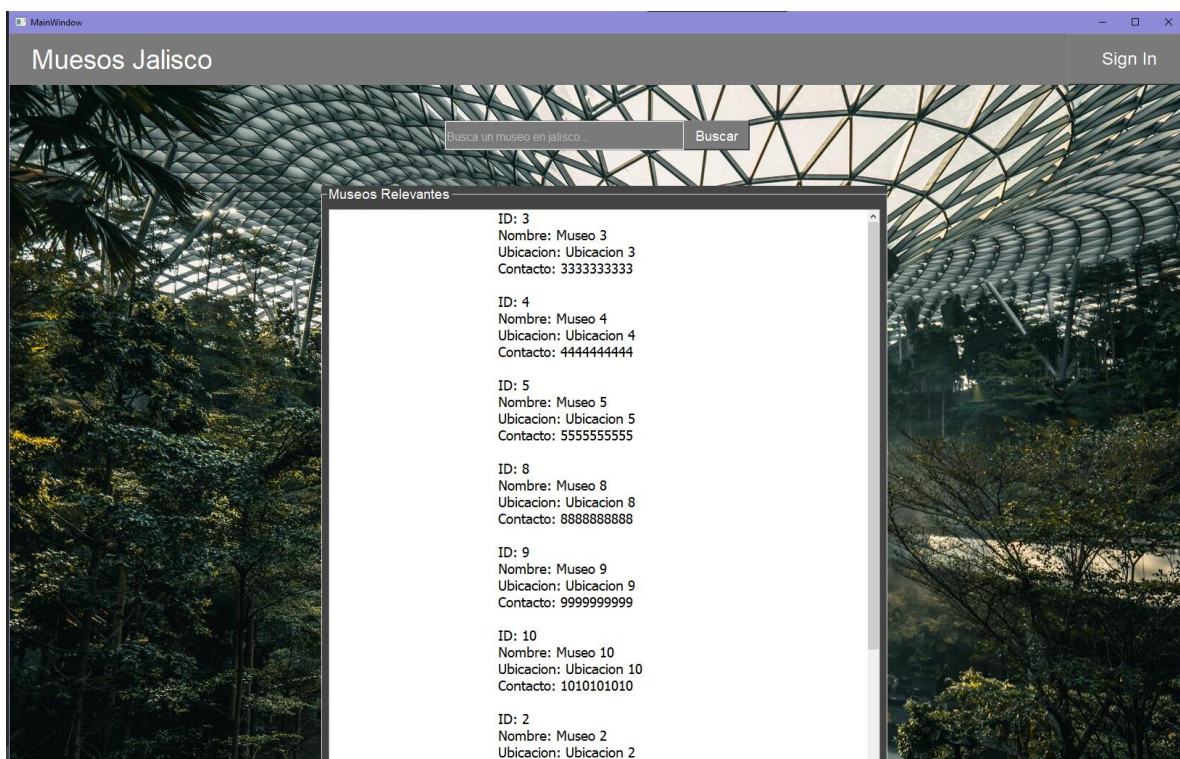 MainWindow
Muesos Jalisco
Sign In
Busca un museo en jalisco...
Buscar
Museos Relevantes
ID: 3
Nombre: Museo 3
Ubicacion: Ubicacion 3
Contacto: 3333333333
ID: 4
Nombre: Museo 4
Ubicacion: Ubicacion 4
Contacto: 4444444444
ID: 5
Nombre: Museo 5
Ubicacion: Ubicacion 5
Contacto: 5555555555
ID: 8
Nombre: Museo 8
Ubicacion: Ubicacion 8
Contacto: 8888888888
ID: 9
Nombre: Museo 9
Ubicacion: Ubicacion 9
Contacto: 9999999999
ID: 10
Nombre: Museo 10
Ubicacion: Ubicacion 10
Contacto: 1010101010
ID: 2
Nombre: Museo 2
Ubicacion: Ubicacion 2